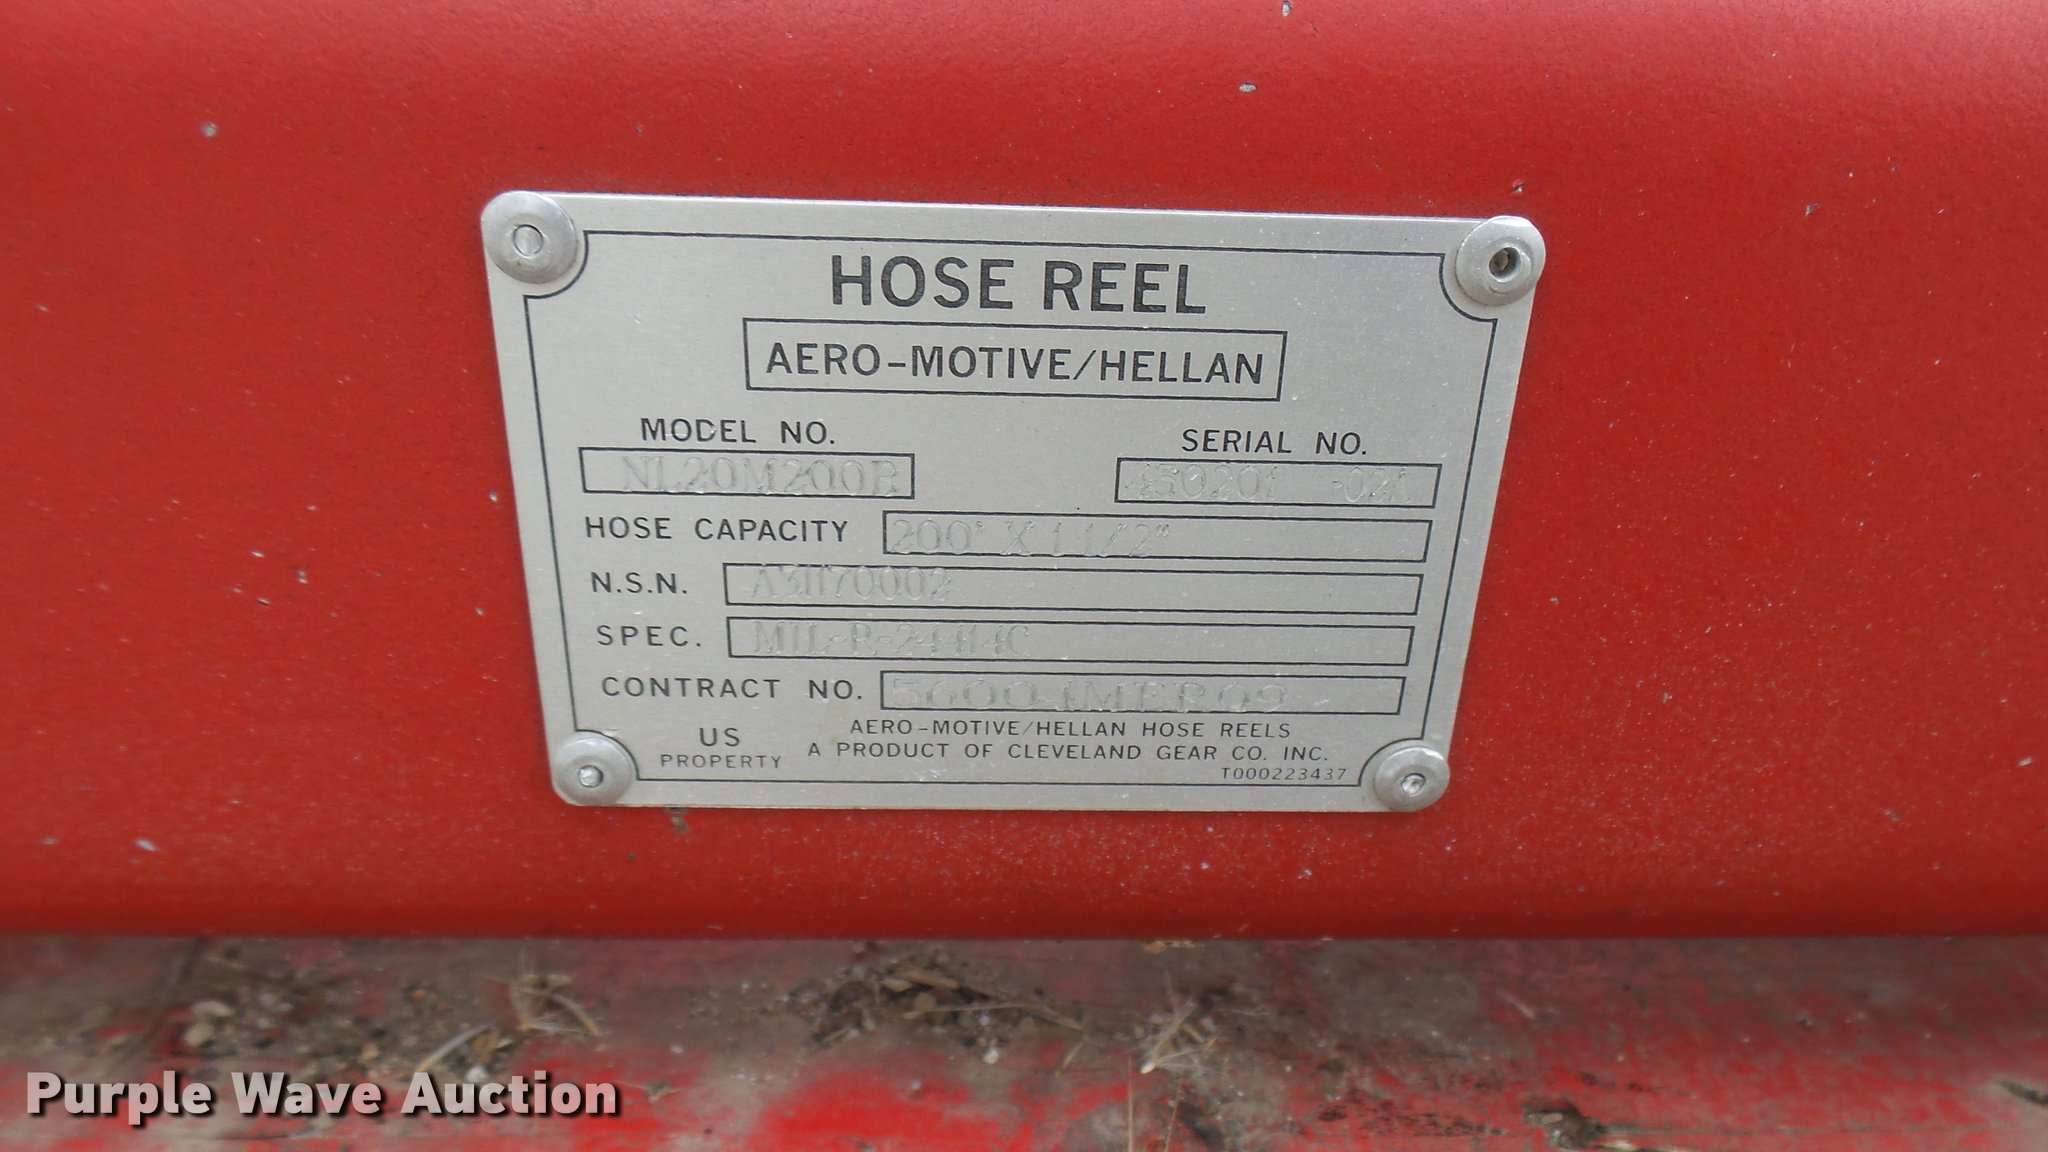 HOSE REEL
AERO-MOTIVE/HELLAN
MODEL NO. SERIAL NO.
NL20M200R 450201 -02A
HOSE CAPACITY 200' X 1 1/2"
N.S.N.
SPEC.
CONTRACT NO.
US PROPERTY
AERO-MOTIVE/HELLAN HOSE REELS
A PRODUCT OF CLEVELAND GEAR CO. INC.
T000223437
Purple Wave Auction